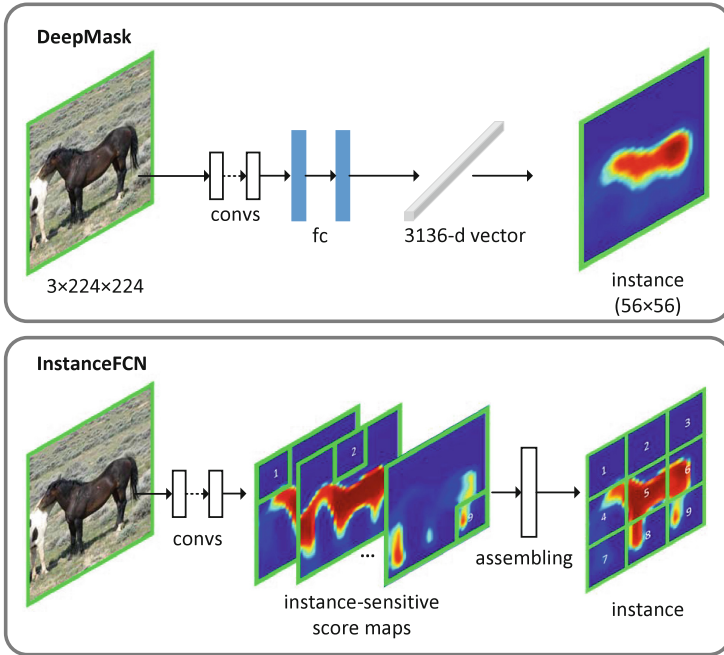 DeepMask
convs
fc
3136-d vector
3×224×224
instance
(56×56)
InstanceFCN
1
2
9
1
2
3
4
5
6
7
8
9
convs
...
assembling
instance-sensitive
score maps
instance